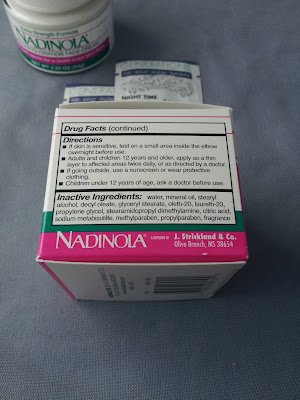 Extra Strength Formula
NADINOLA
GENERATIONS
NIGHT TIME
Drug Facts (continued)
Directions
■ If skin is sensitive, test on a small area inside the elbow
overnight before use.
■ Adults and children 12 years and older, apply as a thin
layer to affected areas twice daily, or as directed by a doctor.
■ If going outside, use a sunscreen or wear protective
clothing.
■ Children under 12 years of age, ask a doctor before use.
Inactive Ingredients: water, mineral oil, stearyl
alcohol, decyl oleate, glyceryl stearate, oleth-20, laureth-23,
propylene glycol, stearamidopropyl dimethylamine, citric acid,
sodium metabisulfite, methylparaben, propylparaben, fragrance
NADINOLA J. Strickland & Co.
Olive Branch, MS 38654